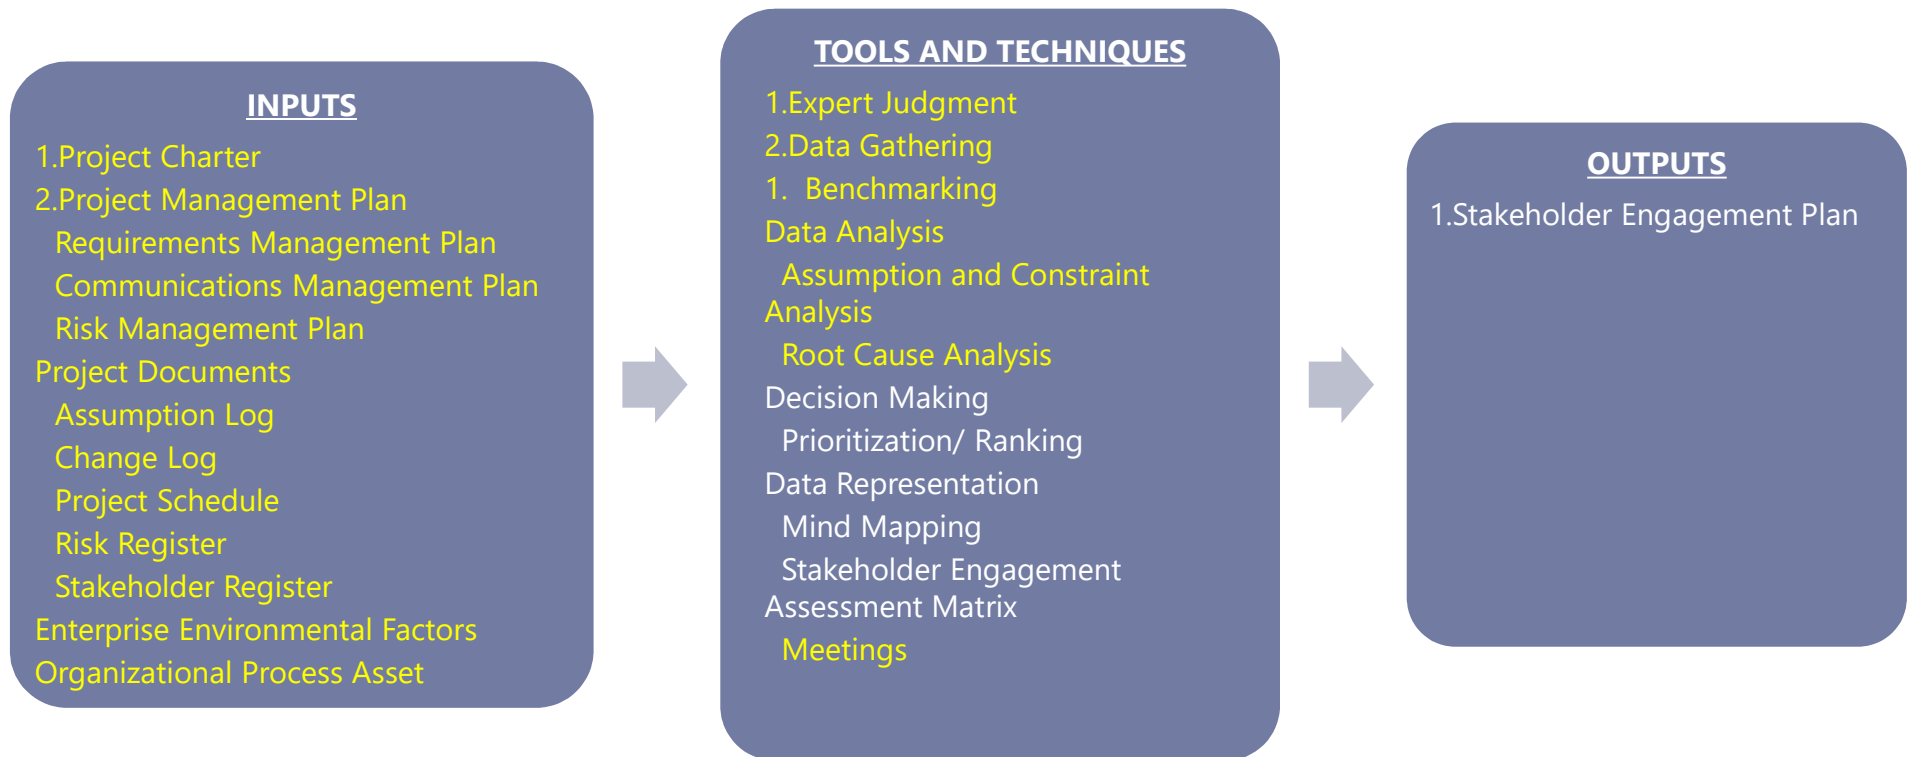 INPUTS
1.Project Charter
2.Project Management Plan
Requirements Management Plan
Communications Management Plan
Risk Management Plan
Project Documents
Assumption Log
Change Log
Project Schedule
Risk Register
Stakeholder Register
Enterprise Environmental Factors
Organizational Process Asset
TOOLS AND TECHNIQUES
1.Expert Judgment
2.Data Gathering
1. Benchmarking
Data Analysis
Assumption and Constraint
Analysis
Root Cause Analysis
Decision Making
Prioritization/ Ranking
Data Representation
Mind Mapping
Stakeholder Engagement
Assessment Matrix
Meetings
OUTPUTS
1.Stakeholder Engagement Plan